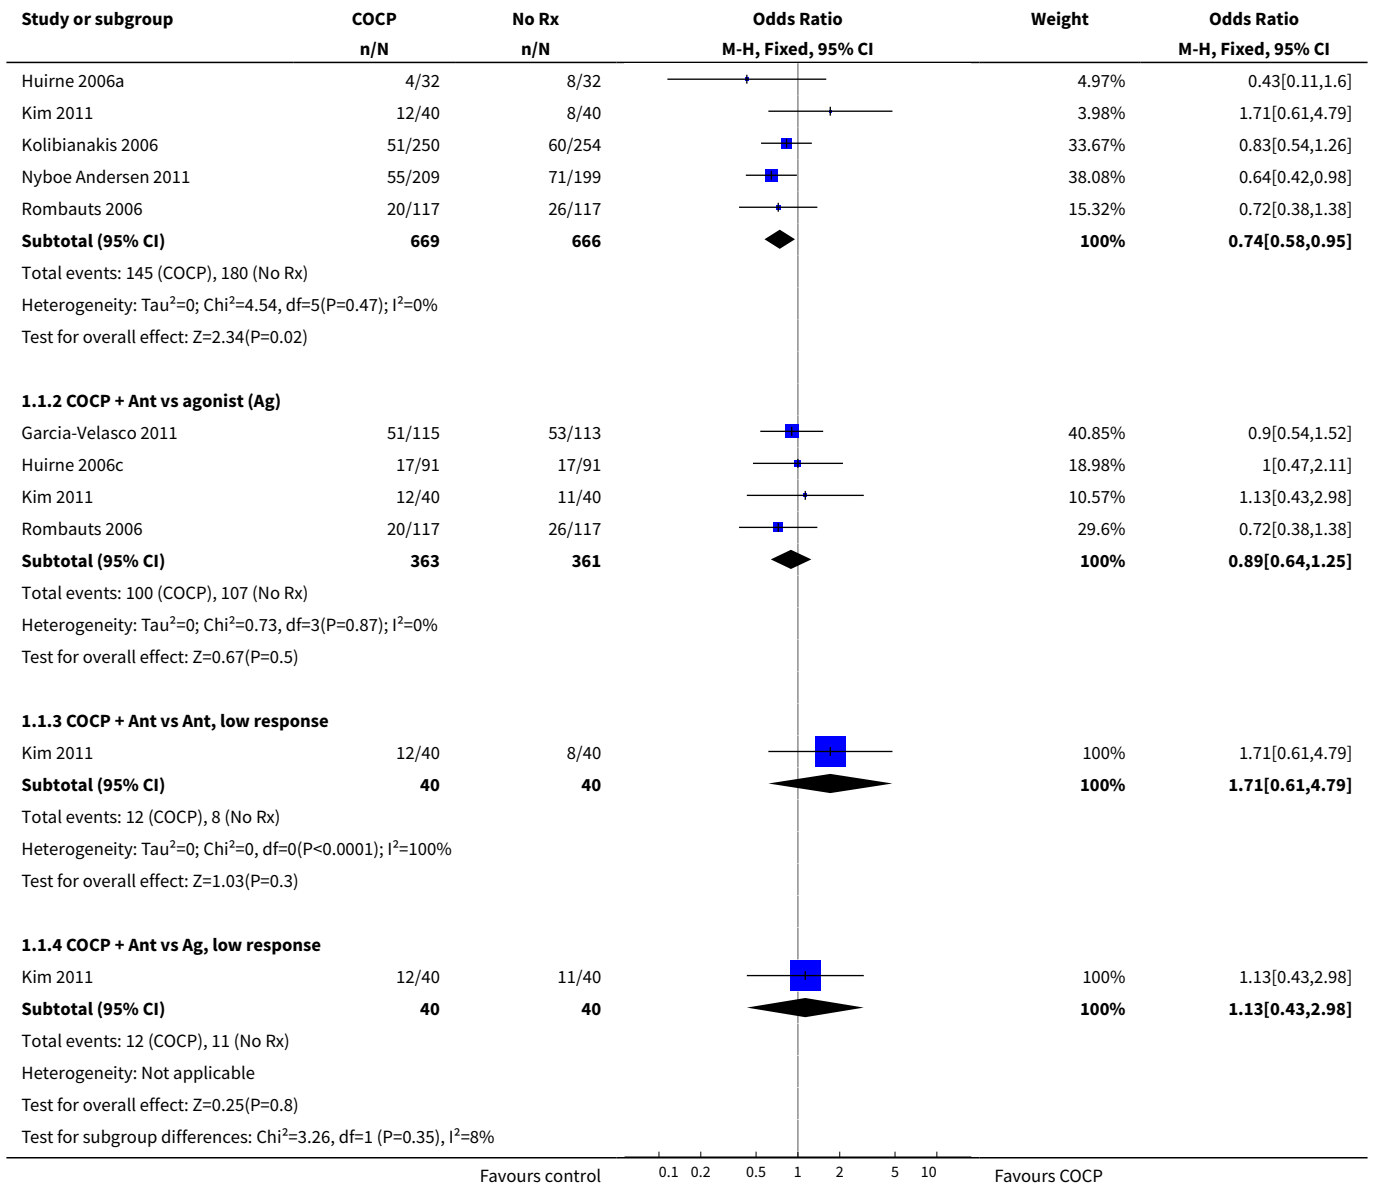 Study or subgroup COCP No Rx Odds Ratio Weight Odds Ratio
n/N n/N M-H, Fixed, 95% CI M-H, Fixed, 95% CI
Huirne 2006a 4/32 8/32 4.97% 0.43[0.11,1.6]
Kim 2011 12/40 8/40 3.98% 1.71[0.61,4.79]
Kolibianakis 2006 51/250 60/254 33.67% 0.83[0.54,1.26]
Nyboe Andersen 2011 55/209 71/199 38.08% 0.64[0.42,0.98]
Rombauts 2006 20/117 26/117 15.32% 0.72[0.38,1.38]
Subtotal (95% CI) 669 666 100% 0.74[0.58,0.95]
Total events: 145 (COCP), 180 (No Rx)
Heterogeneity: Tau²=0; Chi²=4.54, df=5(P=0.47); I²=0%
Test for overall effect: Z=2.34(P=0.02)
1.1.2 COCP + Ant vs agonist (Ag)
Garcia-Velasco 2011 51/115 53/113 40.85% 0.9[0.54,1.52]
Huirne 2006c 17/91 17/91 18.98% 1[0.47,2.11]
Kim 2011 12/40 11/40 10.57% 1.13[0.43,2.98]
Rombauts 2006 20/117 26/117 29.6% 0.72[0.38,1.38]
Subtotal (95% CI) 363 361 100% 0.89[0.64,1.25]
Total events: 100 (COCP), 107 (No Rx)
Heterogeneity: Tau²=0; Chi²=0.73, df=3(P=0.87); I²=0%
Test for overall effect: Z=0.67(P=0.5)
1.1.3 COCP + Ant vs Ant, low response
Kim 2011 12/40 8/40 100% 1.71[0.61,4.79]
Subtotal (95% CI) 40 40 100% 1.71[0.61,4.79]
Total events: 12 (COCP), 8 (No Rx)
Heterogeneity: Tau²=0; Chi²=0, df=0(P<0.0001); I²=100%
Test for overall effect: Z=1.03(P=0.3)
1.1.4 COCP + Ant vs Ag, low response
Kim 2011 12/40 11/40 100% 1.13[0.43,2.98]
Subtotal (95% CI) 40 40 100% 1.13[0.43,2.98]
Total events: 12 (COCP), 11 (No Rx)
Heterogeneity: Not applicable
Test for overall effect: Z=0.25(P=0.8)
Test for subgroup differences: Chi²=3.26, df=1 (P=0.35), I²=8%
Favours control 0.1 0.2 0.5 1 2 5 10 Favours COCP